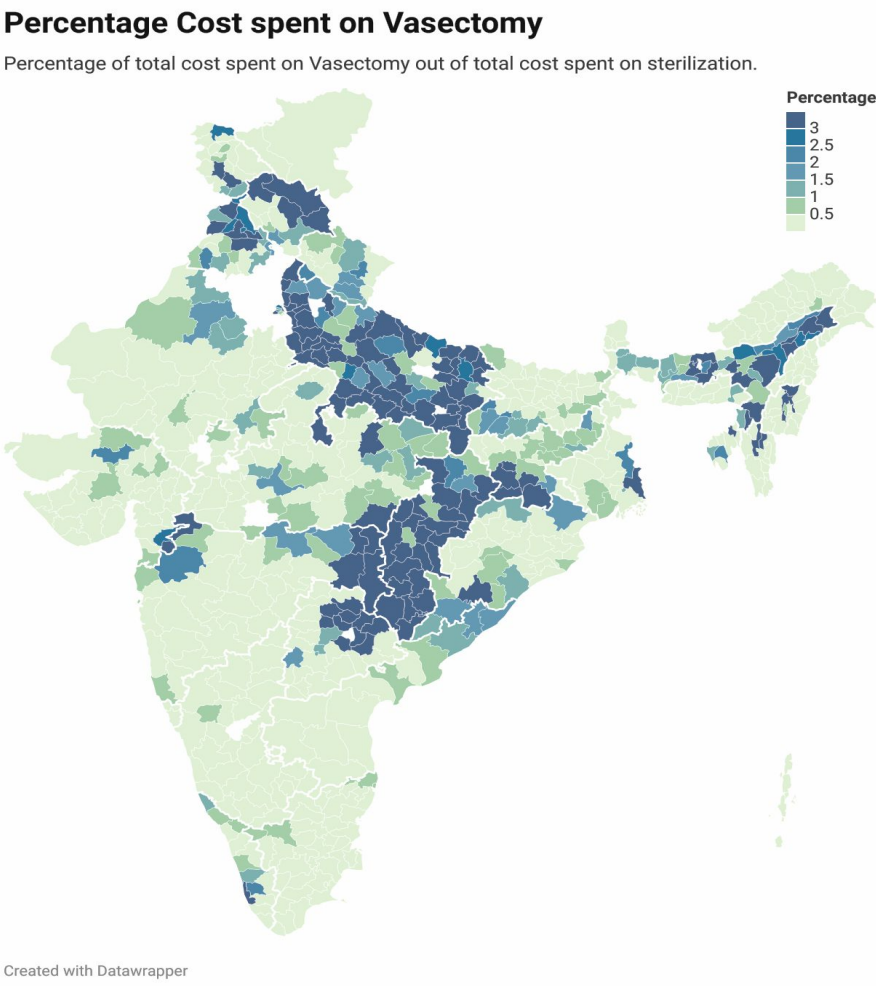 Percentage Cost spent on Vasectomy
Percentage of total cost spent on Vasectomy out of total cost spent on sterilization.
Percentage
3
2.5
2
1.5
1
0.5
Created with Datawrapper